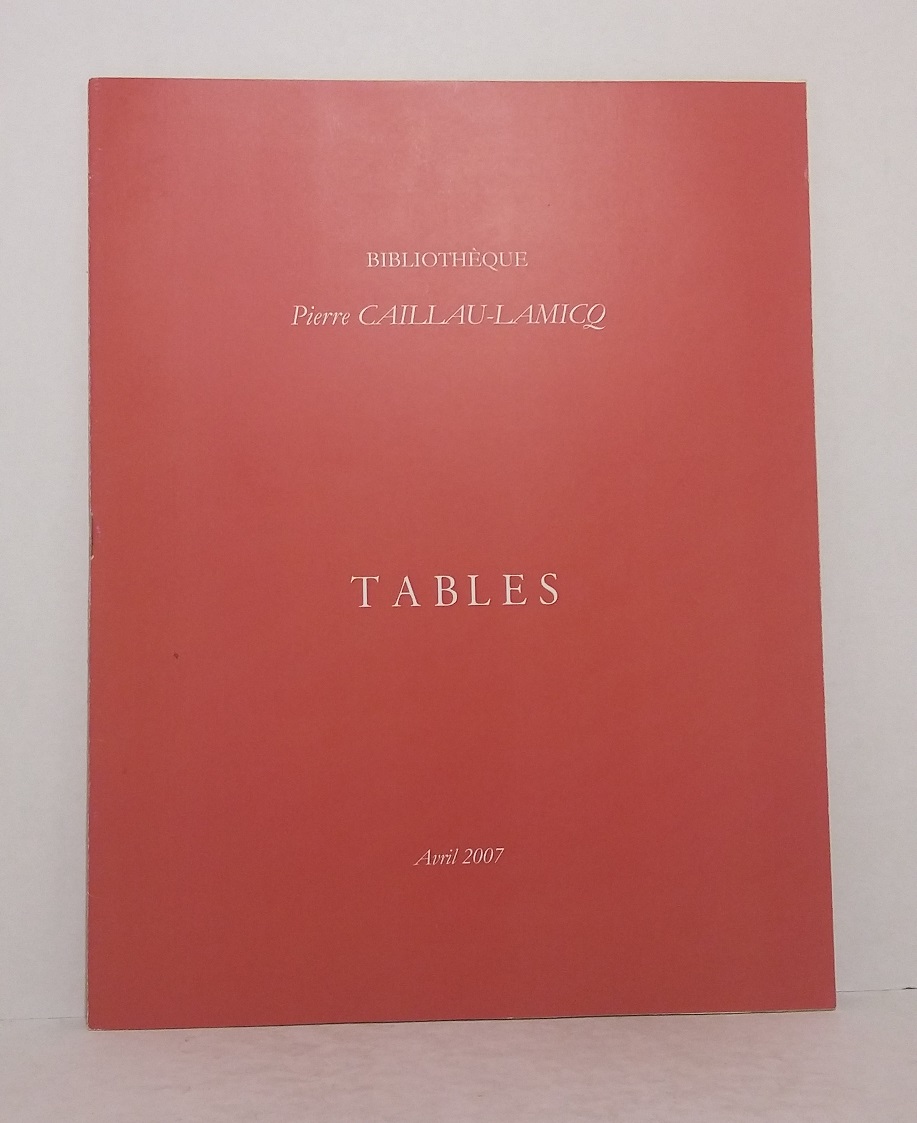 BIBLIOTHÈQUE
Pierre CAILLAU-LAMICQ
TABLES
Avril 2007